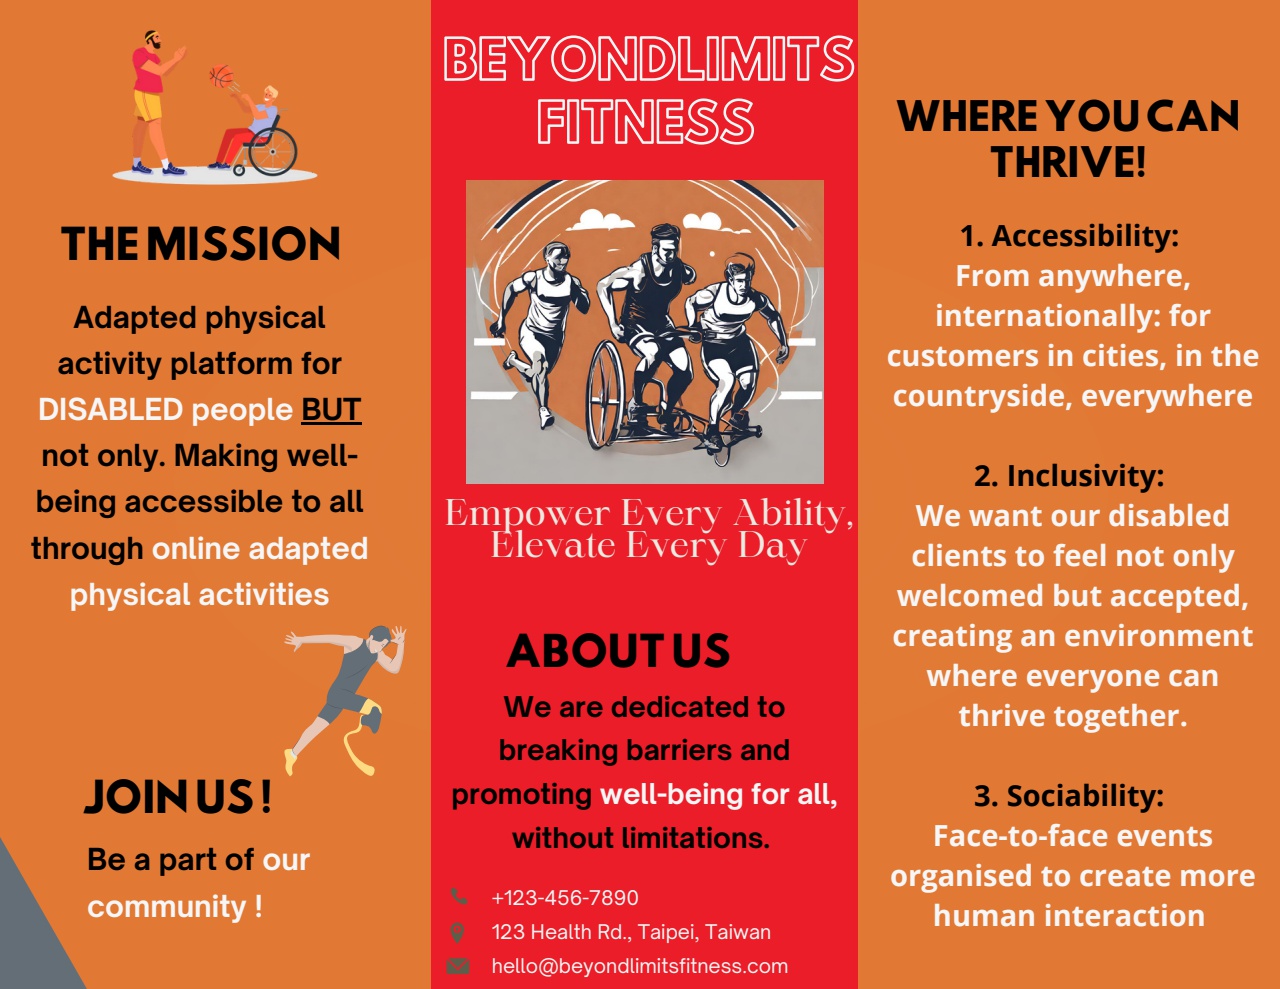 THE MISSION
Adapted physical
activity platform for
DISABLED people BUT
not only. Making well-
being accessible to all
through online adapted
physical activities
JOIN US !
Be a part of our
community !
BEYONDLIMITS
FITNESS
Empower Every Ability,
Elevate Every Day
ABOUT US
We are dedicated to
breaking barriers and
promoting well-being for all,
without limitations.
+123-456-7890
123 Health Rd., Taipei, Taiwan
hello@beyondlimitsfitness.com
WHERE YOU CAN
THRIVE!
1. Accessibility:
From anywhere,
internationally: for
customers in cities, in the
countryside, everywhere
2. Inclusivity:
We want our disabled
clients to feel not only
welcomed but accepted,
creating an environment
where everyone can
thrive together.
3. Sociability:
Face-to-face events
organised to create more
human interaction